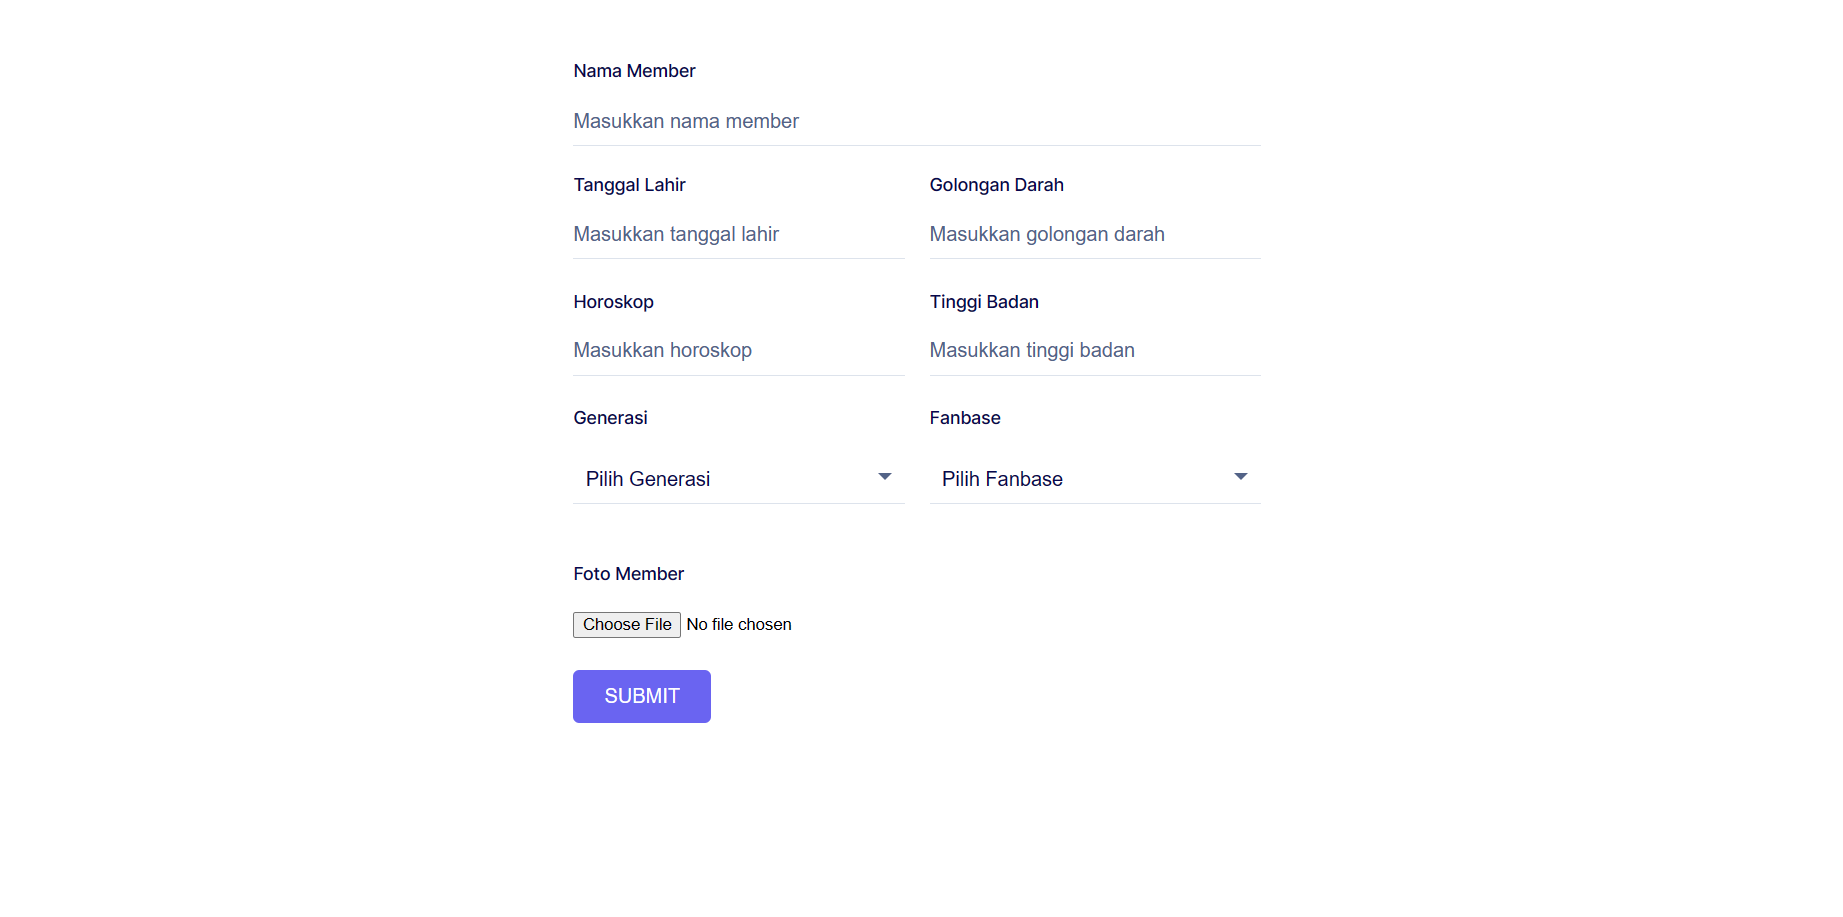 Nama Member
Masukkan nama member
Tanggal Lahir
Golongan Darah
Masukkan tanggal lahir
Masukkan golongan darah
Horoskop
Tinggi Badan
Masukkan horoskop
Masukkan tinggi badan
Generasi
Fanbase
Pilih Generasi
Pilih Fanbase
Foto Member
Choose File No file chosen
SUBMIT